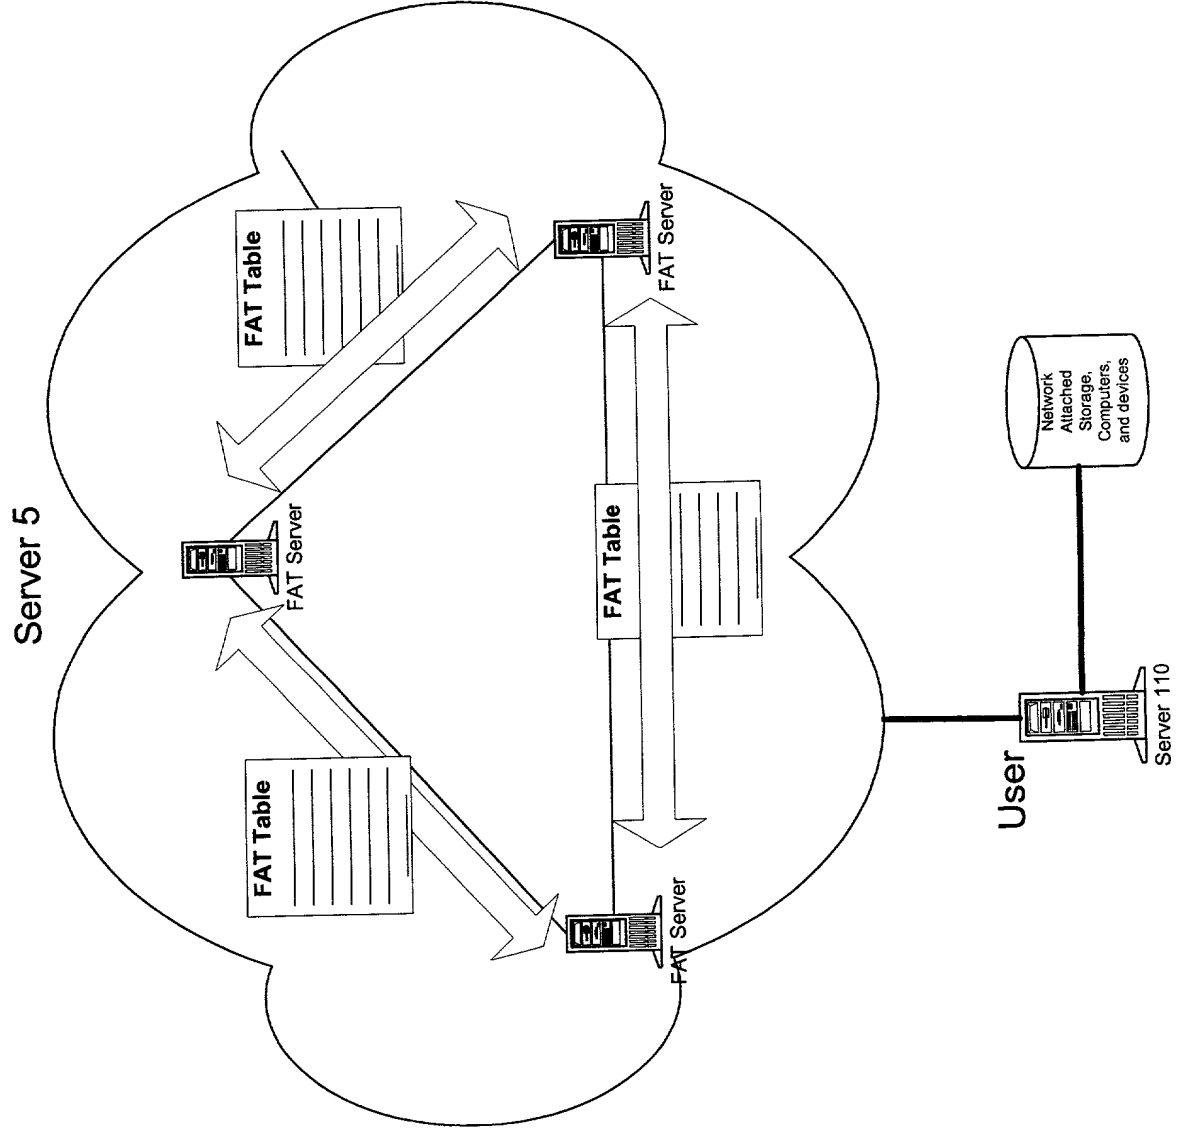 Server 5
FAT Server
FAT Table
FAT Table
FAT Server
FAT Table
FAT Server
User
Server 110
Network
Attached
Storage,
Computers,
and devices